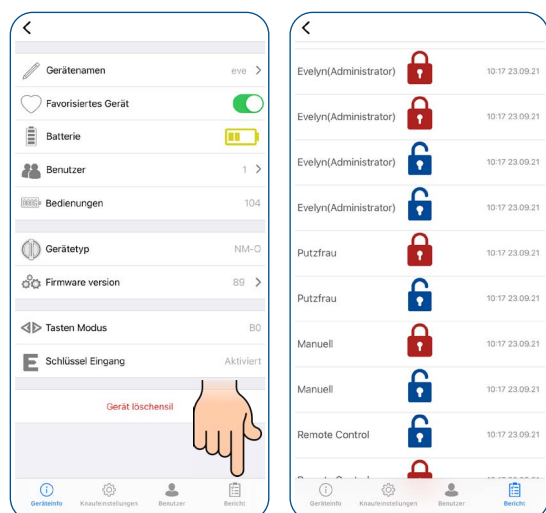 Gerätenamen eve
Favorisiertes Gerät
Batterie
Benutzer 1
Bedienungen 104
Gerätetyp NM-O
Firmware version 89
Tasten Modus B0
E Schlüssel Eingang Aktiviert
Gerät löschensil
Geräteinfo Knaufeinstellungen Benutzer Bericht
Evelyn(Administrator) 10:17 23.09.21
Evelyn(Administrator) 10:17 23.09.21
Evelyn(Administrator) 10:17 23.09.21
Evelyn(Administrator) 10:17 23.09.21
Putzfrau 10:17 23.09.21
Putzfrau 10:17 23.09.21
Manuell 10:17 23.09.21
Manuell 10:17 23.09.21
Remote Control 10:17 23.09.21
Geräteinfo Knaufeinstellungen Benutzer Bericht